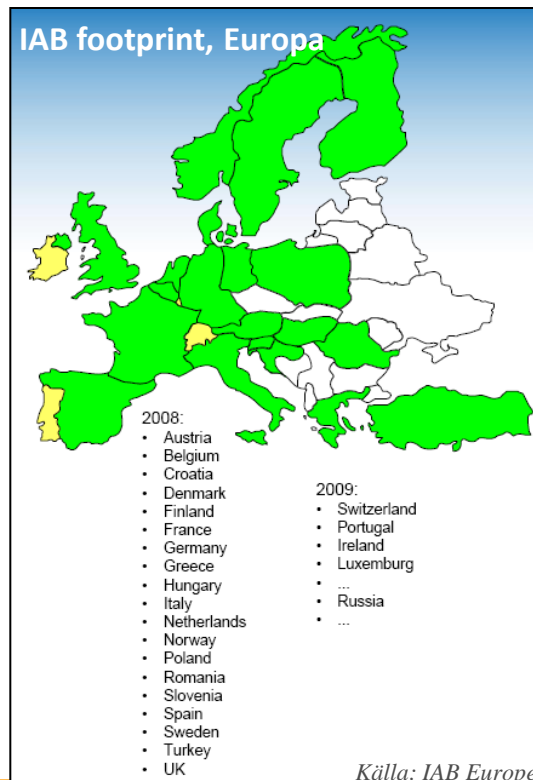 IAB footprint, Europa
2008:
• Austria
• Belgium
• Croatia
• Denmark
• Finland
• France
• Germany
• Greece
• Hungary
• Italy
• Netherlands
• Norway
• Poland
• Romania
• Slovenia
• Spain
• Sweden
• Turkey
• UK
2009:
• Switzerland
• Portugal
• Ireland
• Luxemburg
• ...
• Russia
• ...
Källa: IAB Europe